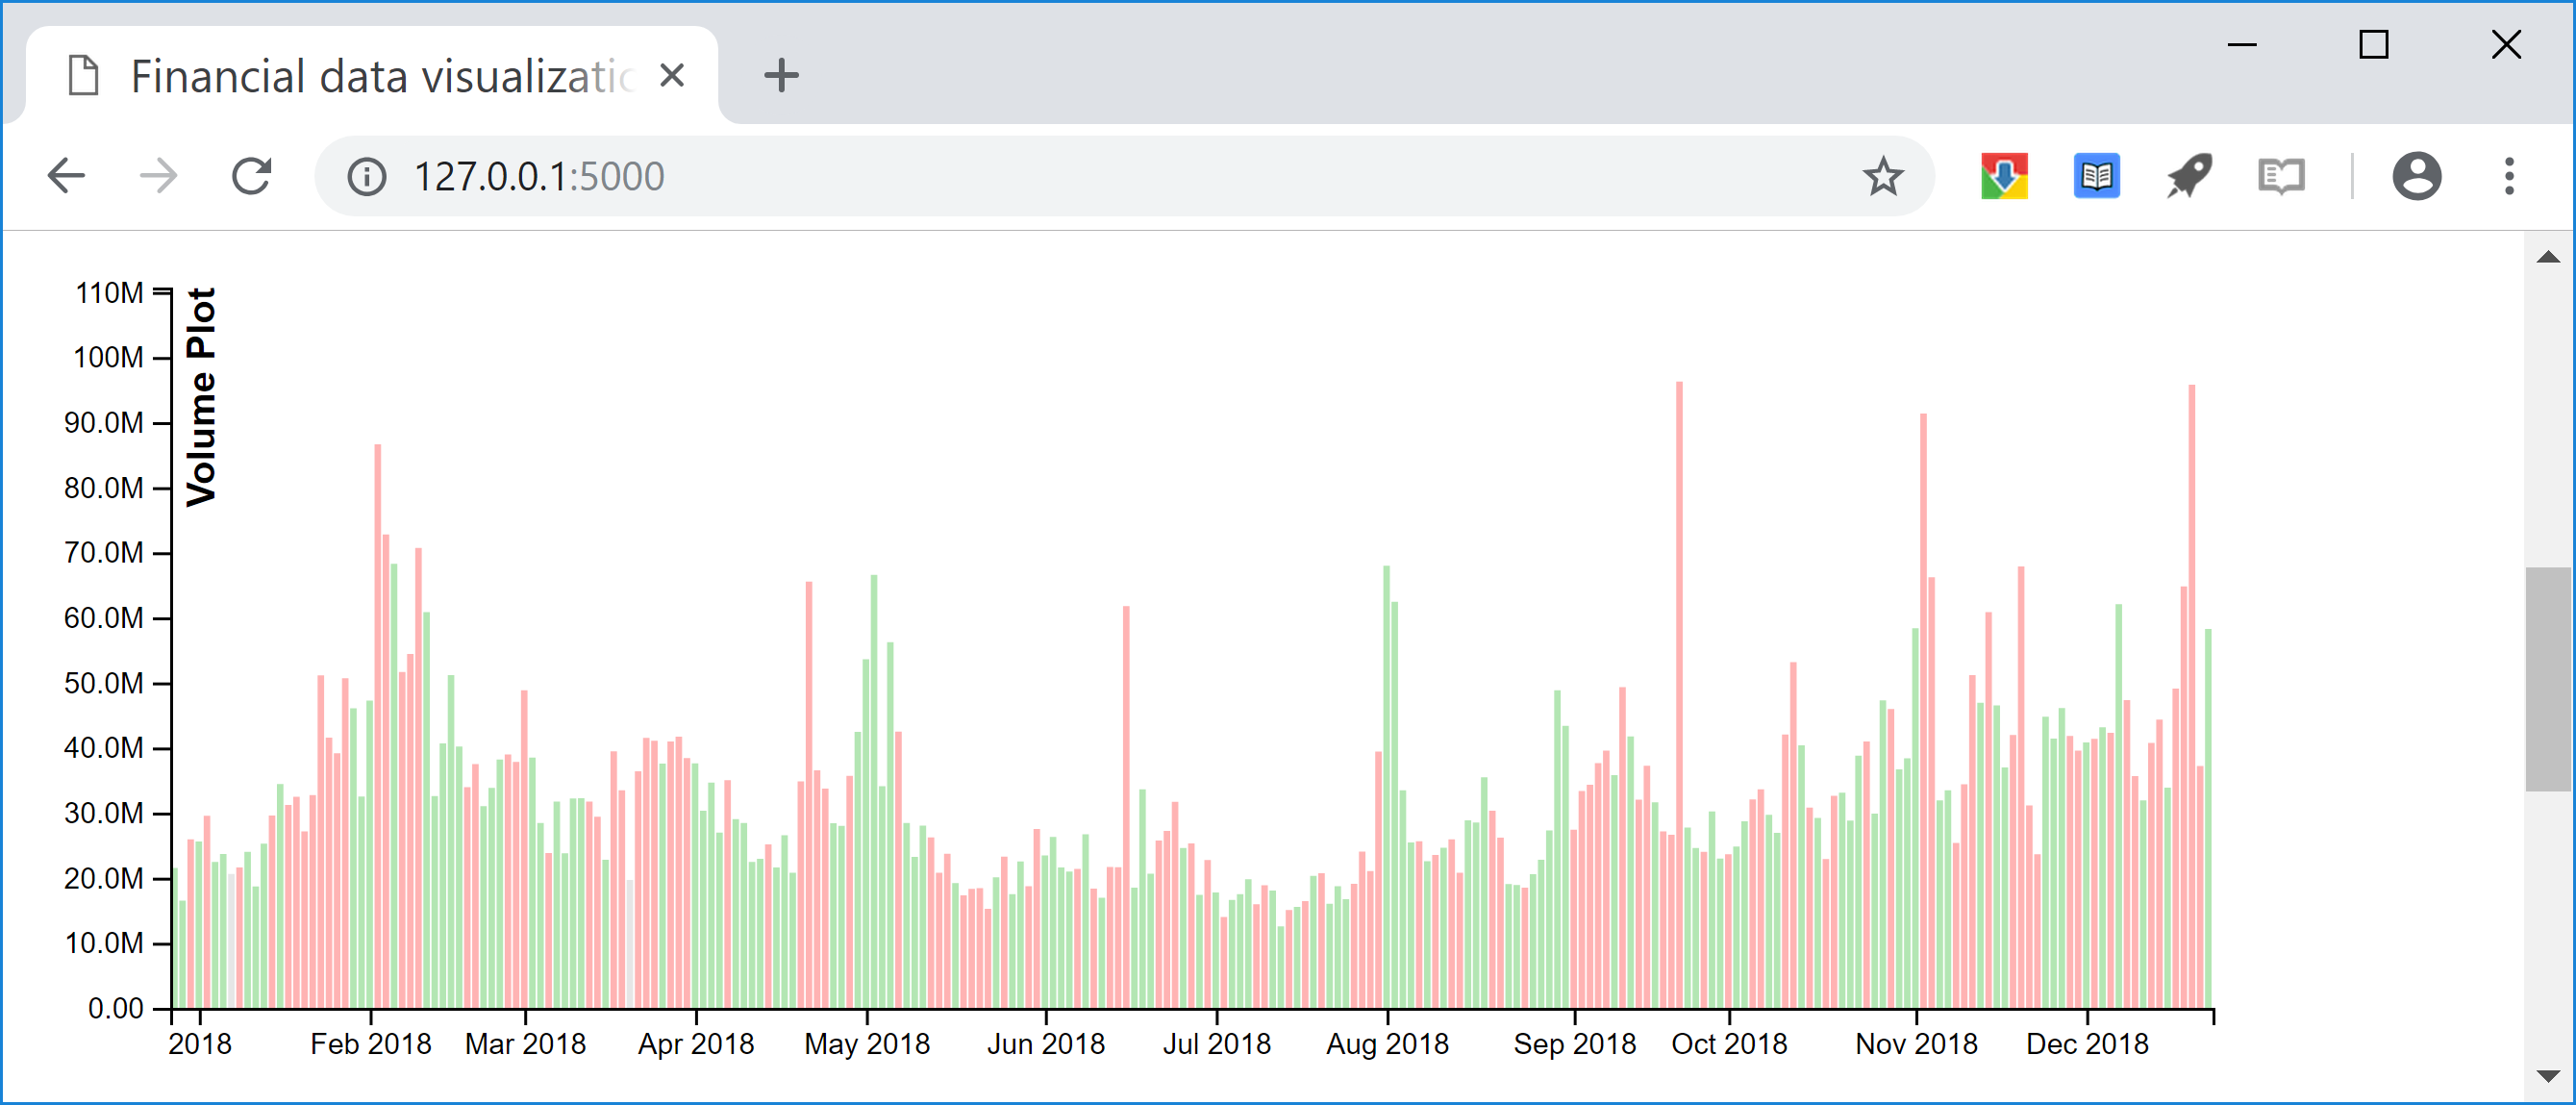 Financial data visualizatic
127.0.0.1:5000
Volume Plot
110M
100M
90.0M
80.0M
70.0M
60.0M
50.0M
40.0M
30.0M
20.0M
10.0M
0.00
2018 Feb 2018 Mar 2018 Apr 2018 May 2018 Jun 2018 Jul 2018 Aug 2018 Sep 2018 Oct 2018 Nov 2018 Dec 2018